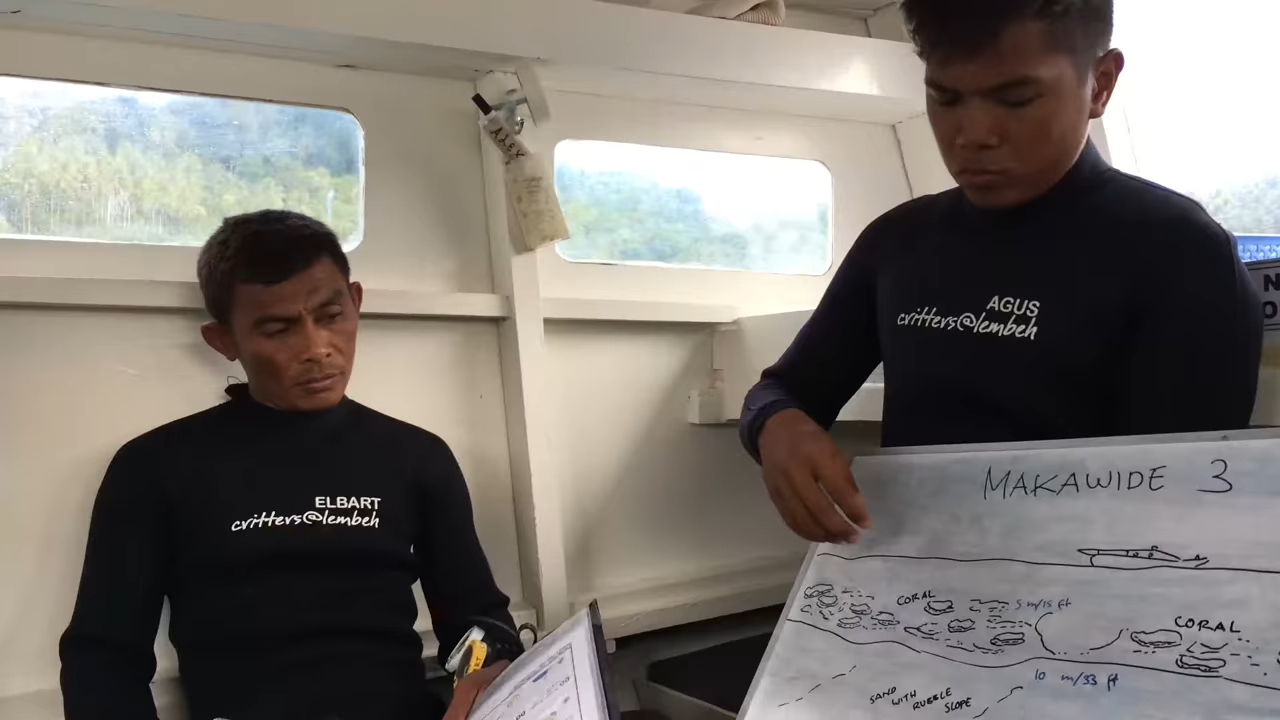 ALEX
ELBART
critters@lembeh
AGUS
critters@lembeh
N
O
MAKAWIDE 3
CORAL
5 m/15 ft
CORAL
10 m/33 ft
SAND
WITH
RUBBLE
SLOPE